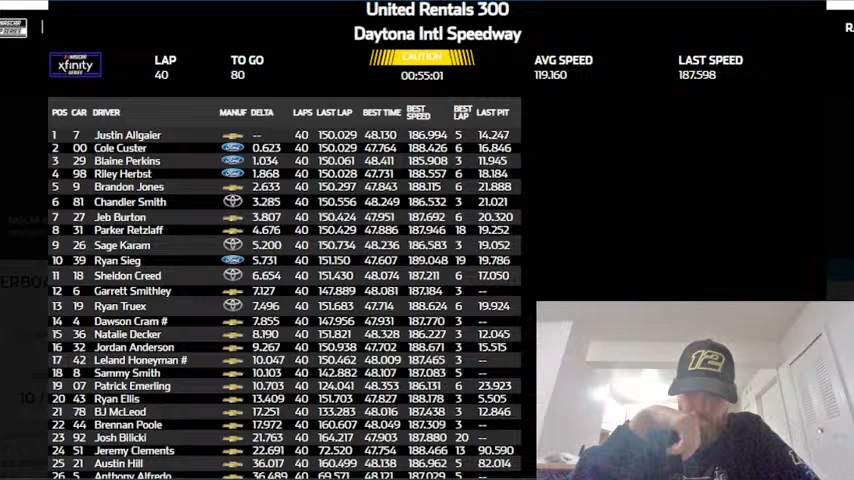 United Rentals 300
Daytona Intl Speedway
NASCAR
xfinity
SERIES
LAP TO GO CAUTION AVG SPEED LAST SPEED
40 80 00:55:01 119.160 187.598
POS CAR DRIVER MANUF DELTA LAPS LAST LAP BEST TIME BEST SPEED BEST LAP LAST PIT
1 7 Justin Allgaier -- 40 150.029 48.130 186.994 5 14.247
2 00 Cole Custer Ford 0.623 40 150.029 47.764 188.426 6 16.846
3 29 Blaine Perkins Ford 1.034 40 150.061 48.411 185.908 3 11.945
4 98 Riley Herbst Ford 1.868 40 150.028 47.731 188.557 6 18.184
5 9 Brandon Jones 2.633 40 150.297 47.843 188.115 6 21.888
6 81 Chandler Smith 3.285 40 150.556 48.249 186.532 3 21.021
7 27 Jeb Burton 3.807 40 150.424 47.951 187.692 6 20.320
8 31 Parker Retzlaff 4.676 40 150.429 47.886 187.946 18 19.252
9 26 Sage Karam 5.200 40 150.734 48.236 186.583 3 19.052
10 39 Ryan Sieg Ford 5.731 40 151.150 47.607 189.048 19 19.786
11 18 Sheldon Creed 6.654 40 151.430 48.074 187.211 6 17.050
12 6 Garrett Smithley 7.127 40 147.889 48.081 187.184 3 --
13 19 Ryan Truex 7.496 40 151.683 47.714 188.624 6 19.924
14 4 Dawson Cram # 7.855 40 147.956 47.931 187.770 3 --
15 36 Natalie Decker 8.190 40 151.821 48.328 186.227 3 12.045
16 32 Jordan Anderson 9.267 40 150.938 47.702 188.671 3 15.515
17 42 Leland Honeyman # 10.047 40 150.462 48.009 187.465 3 --
18 8 Sammy Smith 10.103 40 142.882 48.107 187.083 5 --
19 07 Patrick Emerling 10.703 40 124.041 48.353 186.131 6 23.923
20 43 Ryan Ellis 13.409 40 151.703 47.827 188.178 3 5.505
21 78 BJ McLeod 17.251 40 133.283 48.016 187.438 3 12.846
22 44 Brennan Poole 17.972 40 160.607 48.049 187.309 3 --
23 92 Josh Bilicki 21.763 40 164.217 47.903 187.880 20 --
24 51 Jeremy Clements 22.691 40 72.520 47.754 188.466 13 90.590
25 21 Austin Hill 36.017 40 160.499 48.138 186.962 5 82.014
26 5 Anthony Alfredo 36.489 40 69.571 48.121 187.029 5 --
12